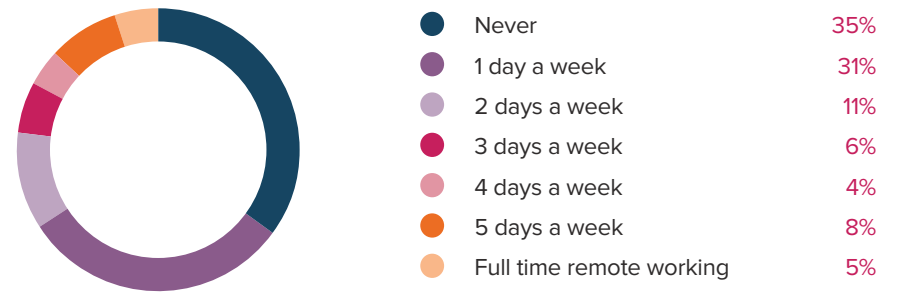 Never 35%
1 day a week 31%
2 days a week 11%
3 days a week 6%
4 days a week 4%
5 days a week 8%
Full time remote working 5%